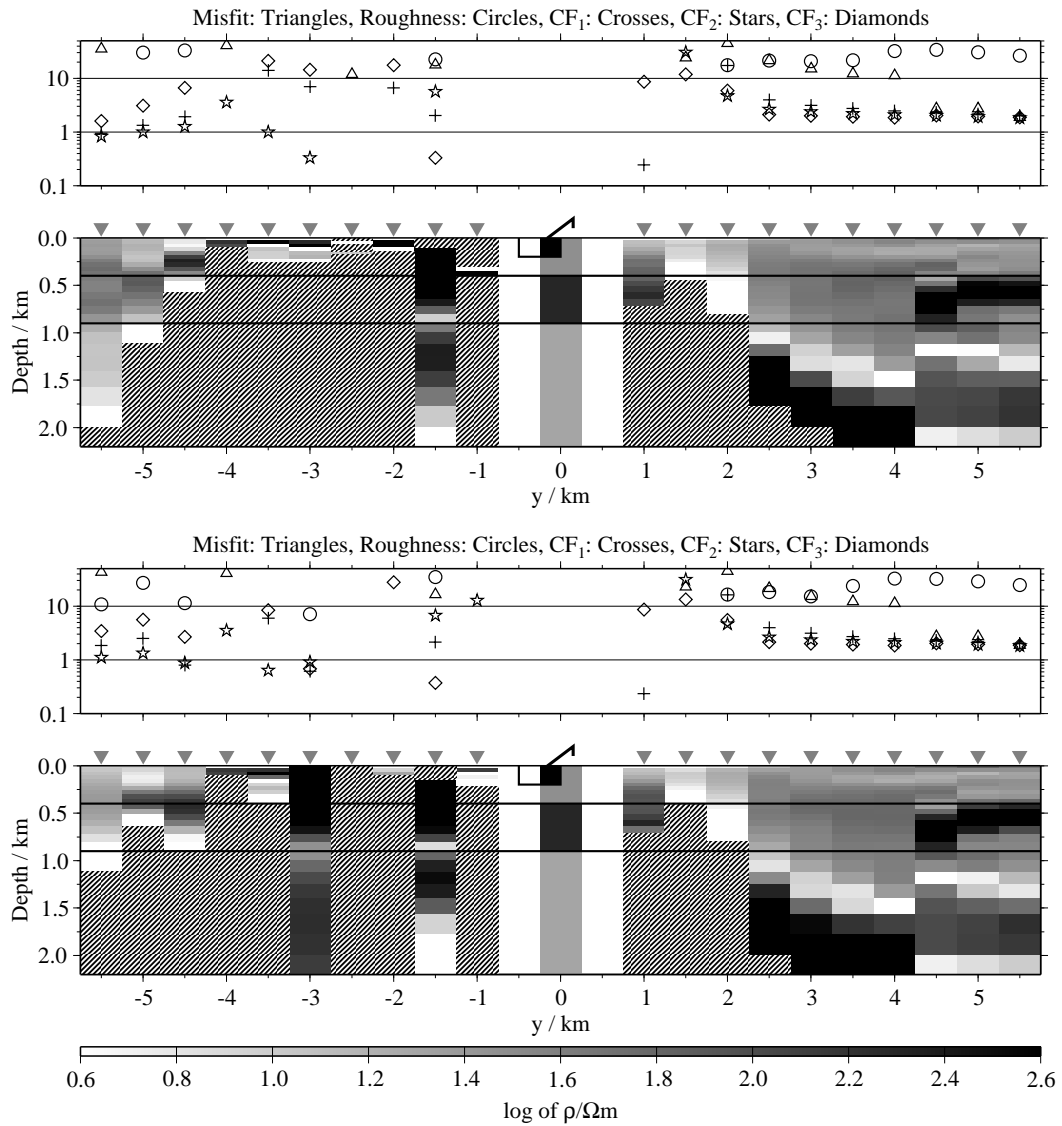 Misfit: Triangles, Roughness: Circles, CF₁: Crosses, CF₂: Stars, CF₃: Diamonds
10
1
0.1
0.0
0.5
1.0
1.5
2.0
Depth / km
-5 -4 -3 -2 -1 0 1 2 3 4 5
y / km
Misfit: Triangles, Roughness: Circles, CF₁: Crosses, CF₂: Stars, CF₃: Diamonds
10
1
0.1
0.0
0.5
1.0
1.5
2.0
Depth / km
-5 -4 -3 -2 -1 0 1 2 3 4 5
y / km
0.6 0.8 1.0 1.2 1.4 1.6 1.8 2.0 2.2 2.4 2.6
log of ρ/Ωm